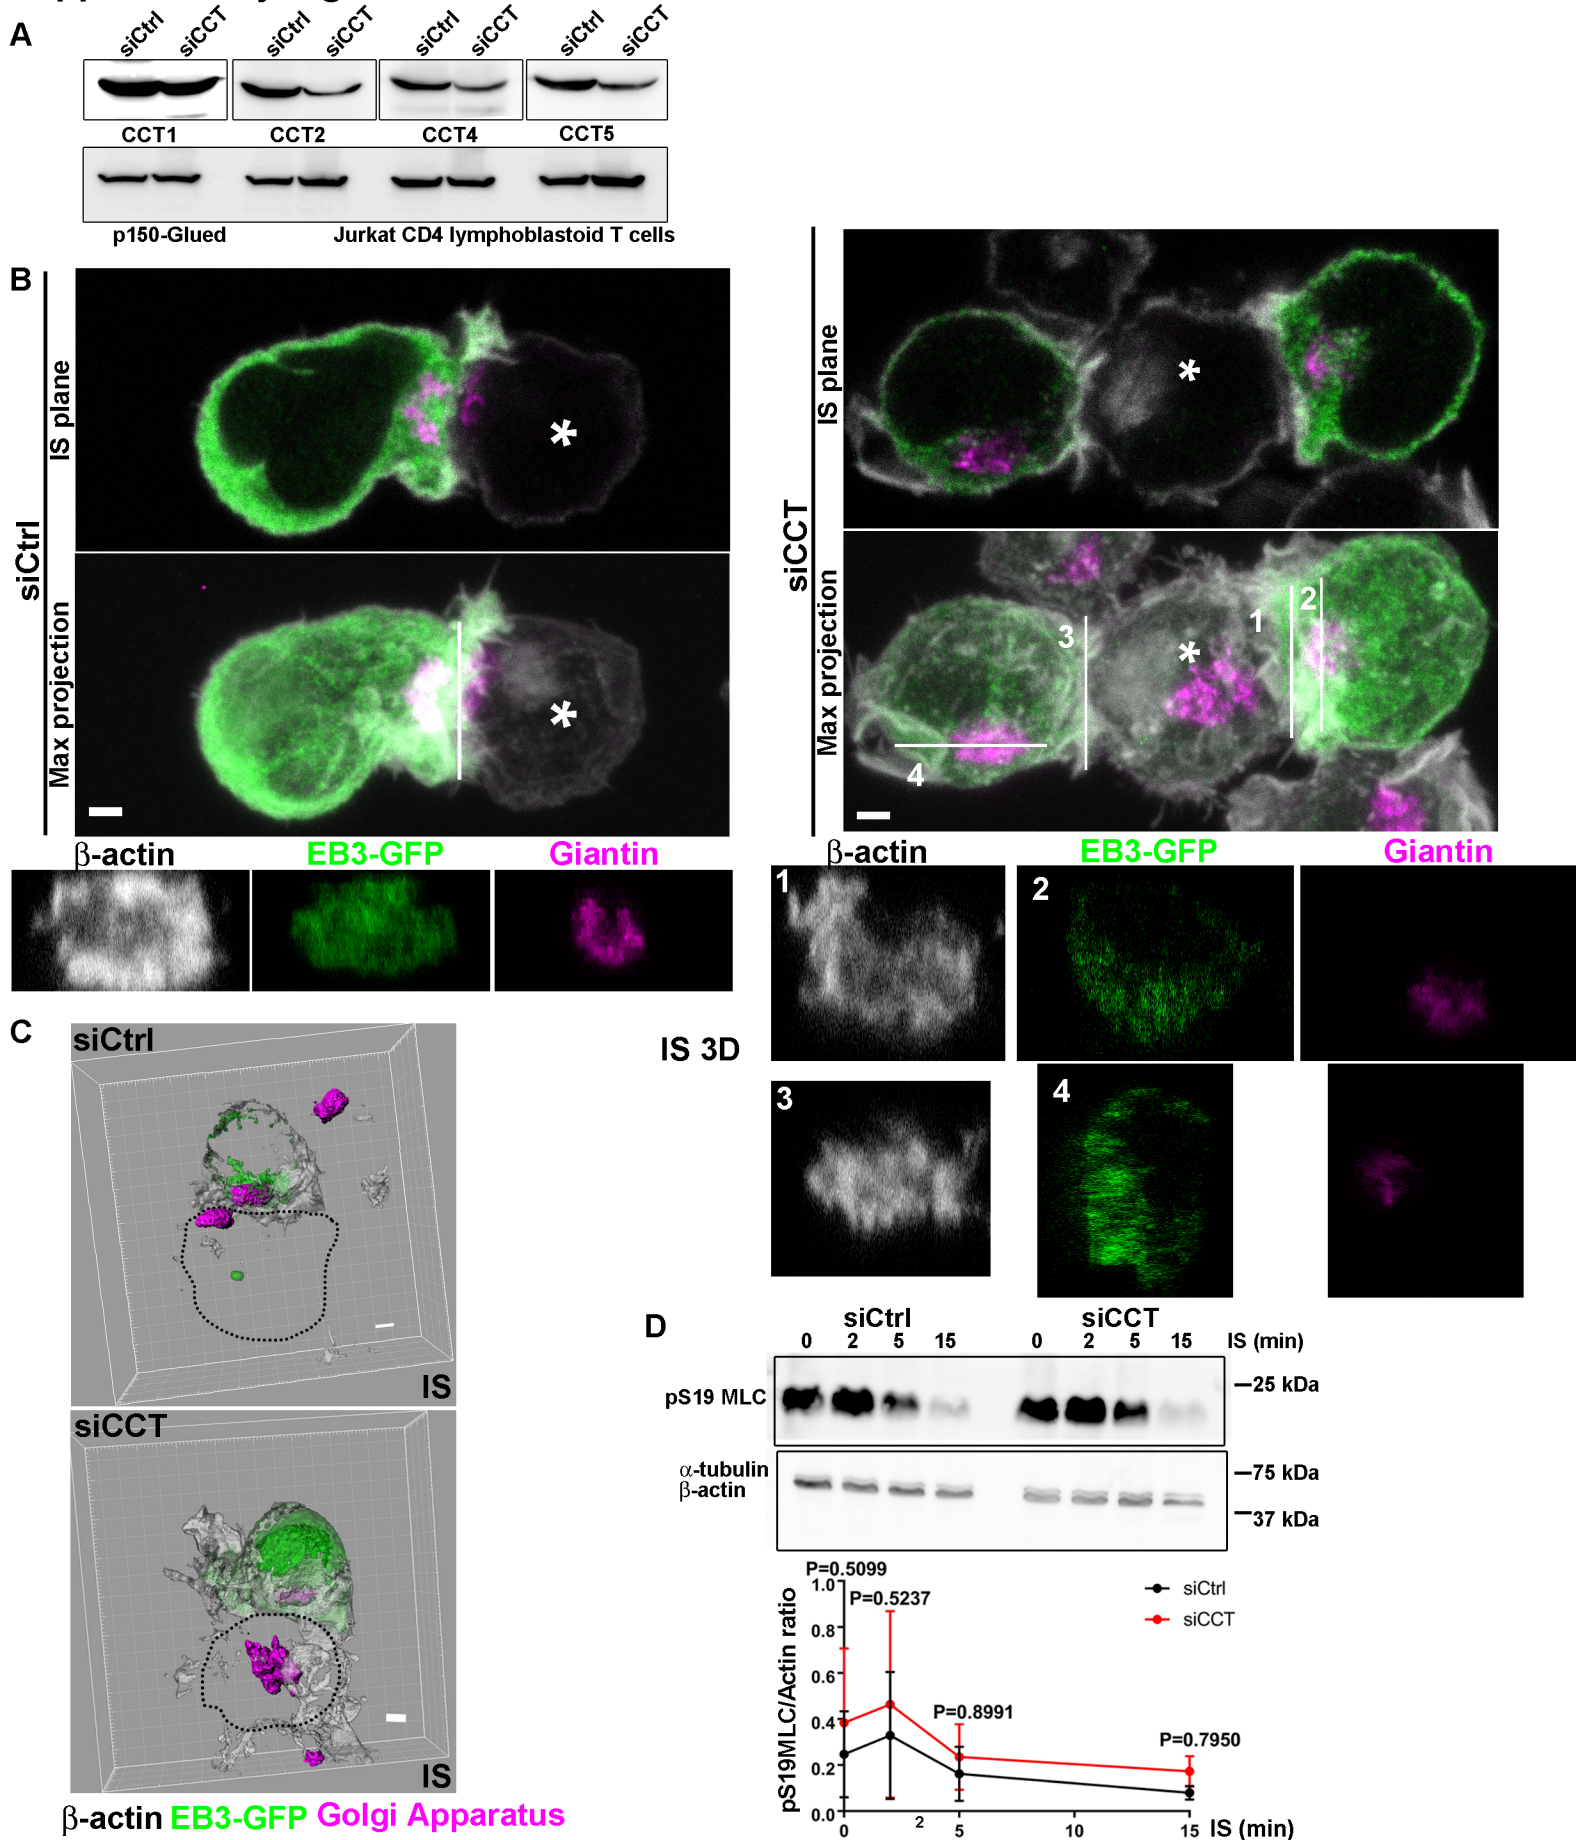 A
siCtrl siCCT siCtrl siCCT siCtrl siCCT siCtrl siCCT
CCT1 CCT2 CCT4 CCT5
p150-Glued Jurkat CD4 lymphoblastoid T cells
B
siCtrl
IS plane
Max projection
*
*
β-actin EB3-GFP Giantin
siCCT
IS plane
Max projection
*
*
1
2
3
4
β-actin EB3-GFP Giantin
1
2
IS 3D
3
4
C
siCtrl
IS
siCCT
IS
β-actin EB3-GFP Golgi Apparatus
D
siCtrl siCCT
0 2 5 15 0 2 5 15 IS (min)
pS19 MLC
25 kDa
α-tubulin
β-actin
75 kDa
37 kDa
P=0.5099
P=0.5237
P=0.8991
P=0.7950
siCtrl
siCCT
pS19MLC/Actin ratio
1.0
0.8
0.6
0.4
0.2
0.0
0 2 5 10 15 IS (min)